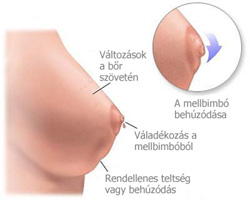 Változások
a bőr
szövetén
A mellbimbó
behúzódása
Váladékozás a
mellbimbóból
Rendellenes teltség
vagy behúzódás